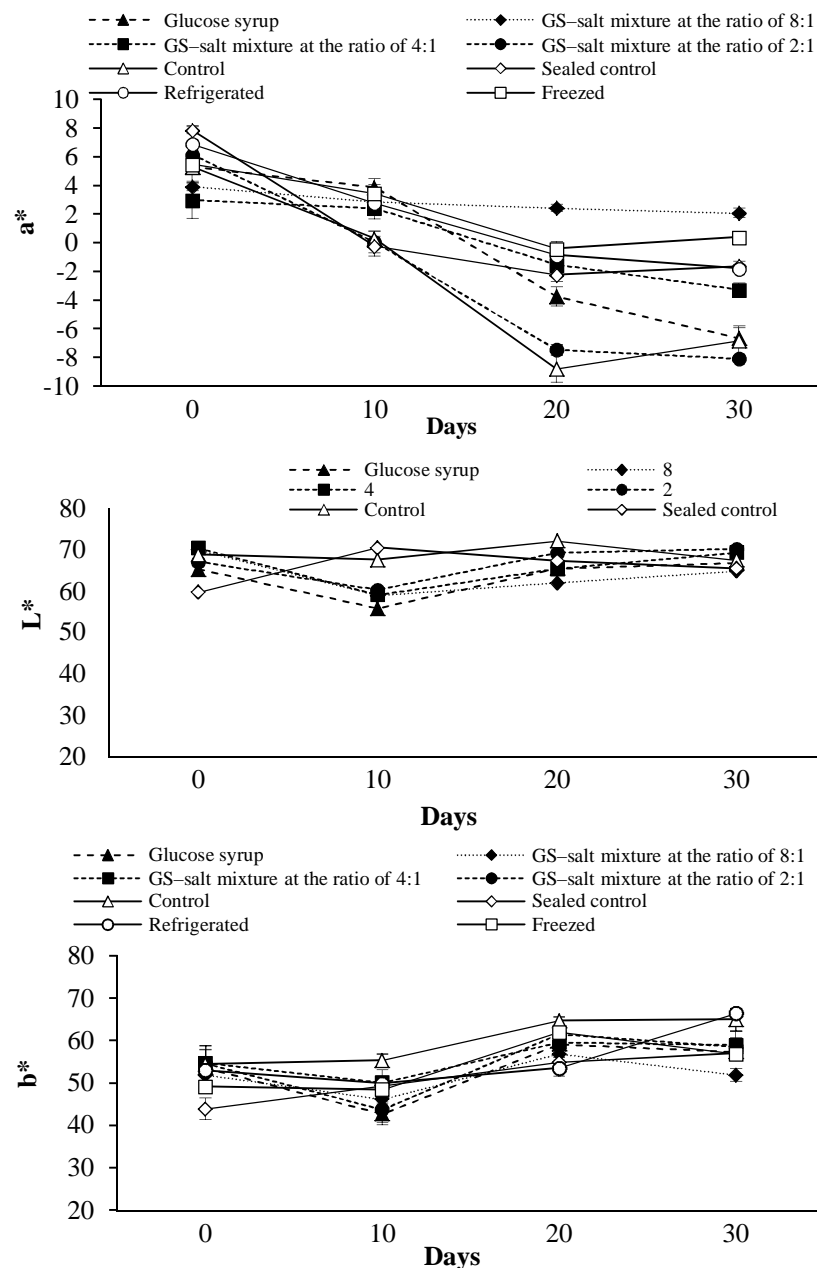 Glucose syrup GS–salt mixture at the ratio of 8:1
GS–salt mixture at the ratio of 4:1 GS–salt mixture at the ratio of 2:1
Control Sealed control
Refrigerated Freezed
10
8
6
4
2
0
-2
-4
-6
-8
-10
a*
0 10 20 30
Days
Glucose syrup 8
4 2
Control Sealed control
80
70
60
50
40
30
20
L*
0 10 20 30
Days
Glucose syrup GS–salt mixture at the ratio of 8:1
GS–salt mixture at the ratio of 4:1 GS–salt mixture at the ratio of 2:1
Control Sealed control
Refrigerated Freezed
80
70
60
50
40
30
20
b*
0 10 20 30
Days